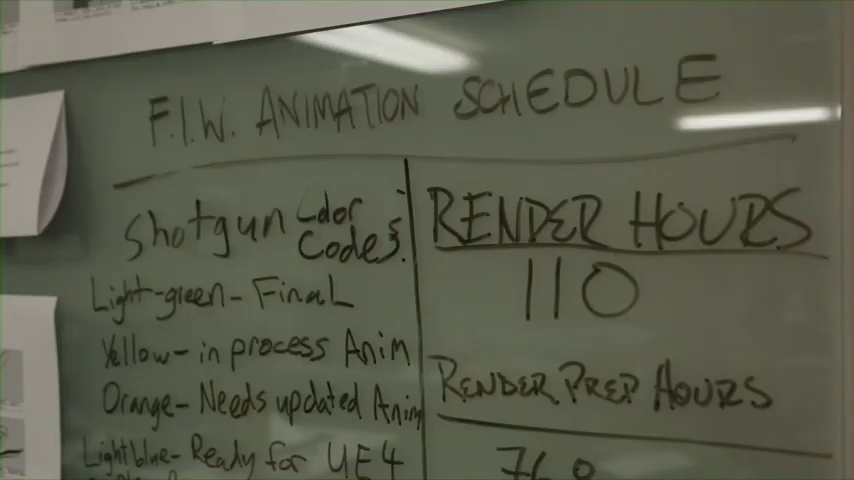 F.I.W. ANIMATION SCHEDULE
Shotgun Color
Codes:
Light-green- Final
Yellow- in process Anim
Orange- Needs updated Anim
Lightblue- Ready for UE4
RENDER HOURS
110
RENDER PREP HOURS